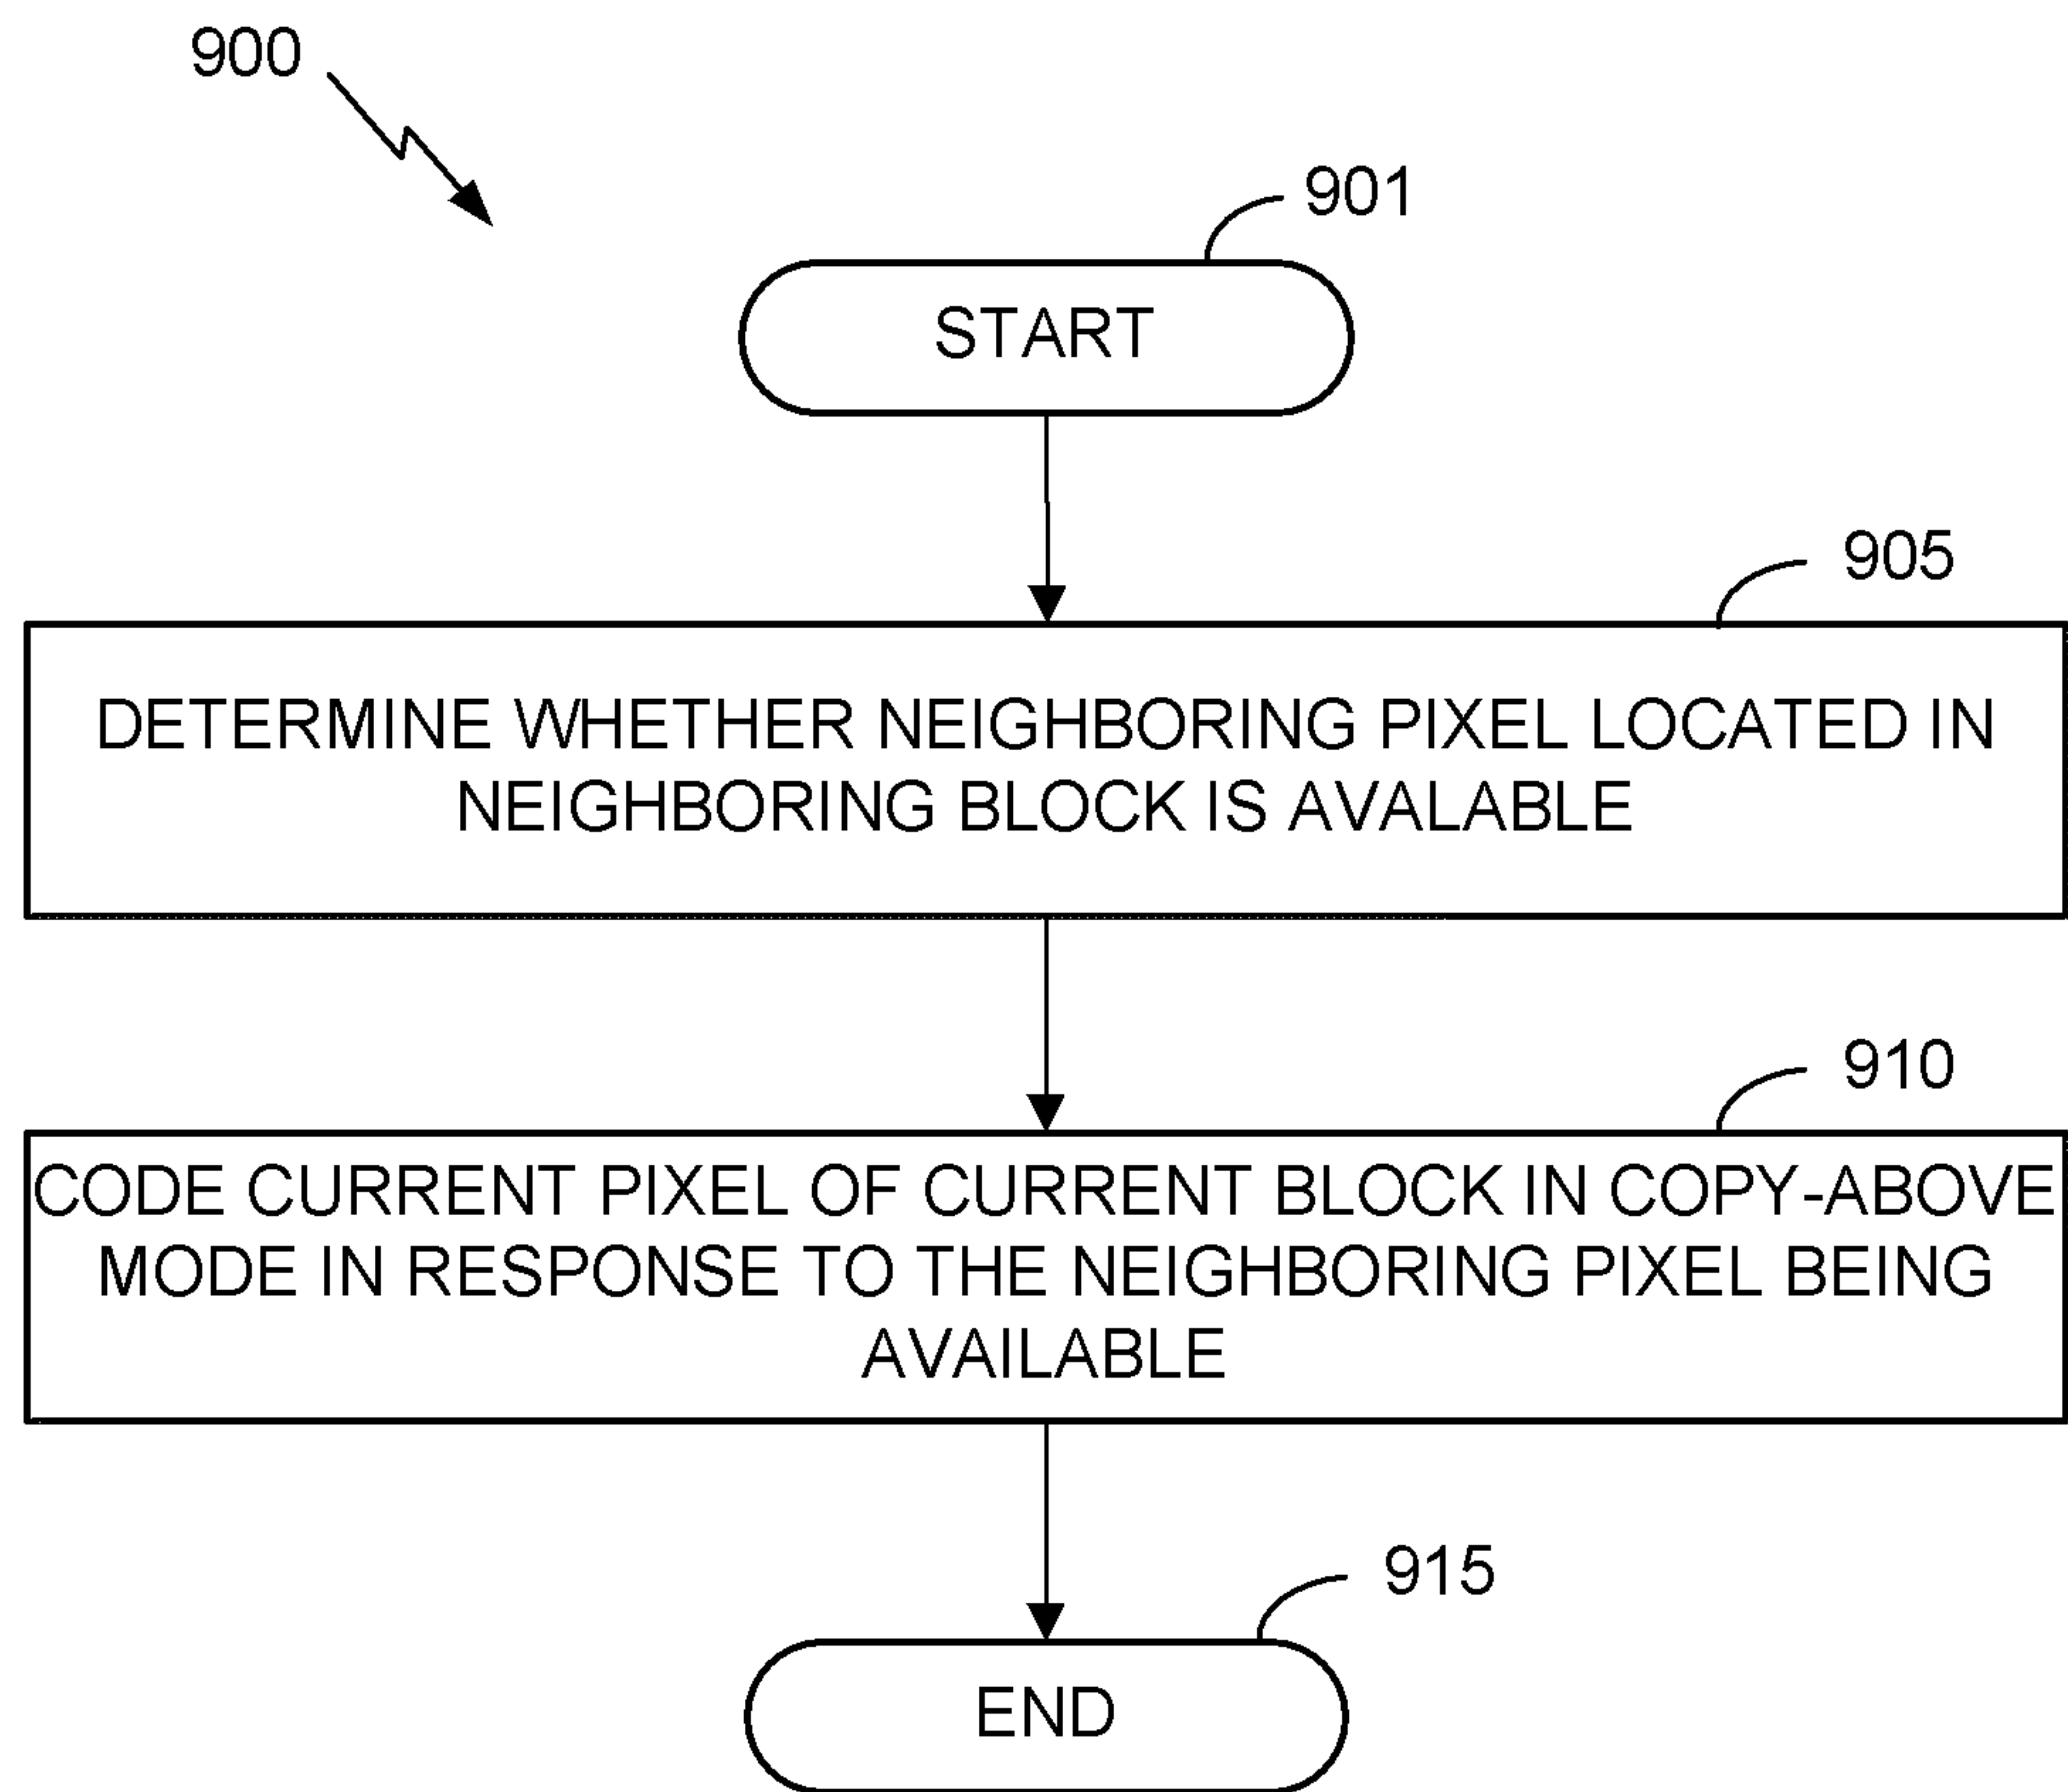 900
901
START
905
DETERMINE WHETHER NEIGHBORING PIXEL LOCATED IN
NEIGHBORING BLOCK IS AVALABLE
910
CODE CURRENT PIXEL OF CURRENT BLOCK IN COPY-ABOVE
MODE IN RESPONSE TO THE NEIGHBORING PIXEL BEING
AVAILABLE
915
END